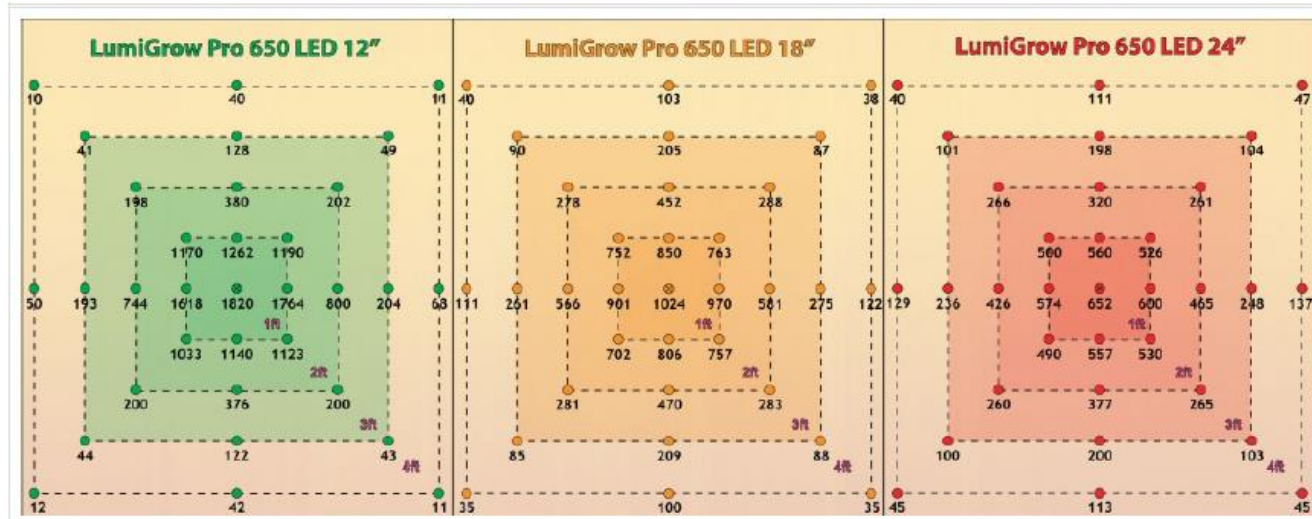 LumiGrow Pro 650 LED 12″
10 40 11
41 128 49
198 380 202
1170 1262 1190
50 193 744 1618 1820 1764 800 204 63
1ft
1033 1140 1123
2ft
200 376 200
3ft
44 122 43
4ft
12 42 11
LumiGrow Pro 650 LED 18″
40 103 38
90 205 87
278 452 288
752 850 763
111 261 566 901 1024 970 581 275 122
1ft
702 806 757
2ft
281 470 283
3ft
85 209 88
4ft
35 100 35
LumiGrow Pro 650 LED 24″
40 111 47
101 198 104
266 320 261
560 526
129 236 426 574 652 600 465 248 137
1ft
490 557 530
2ft
260 377 265
3ft
100 200 103
4ft
45 113 45